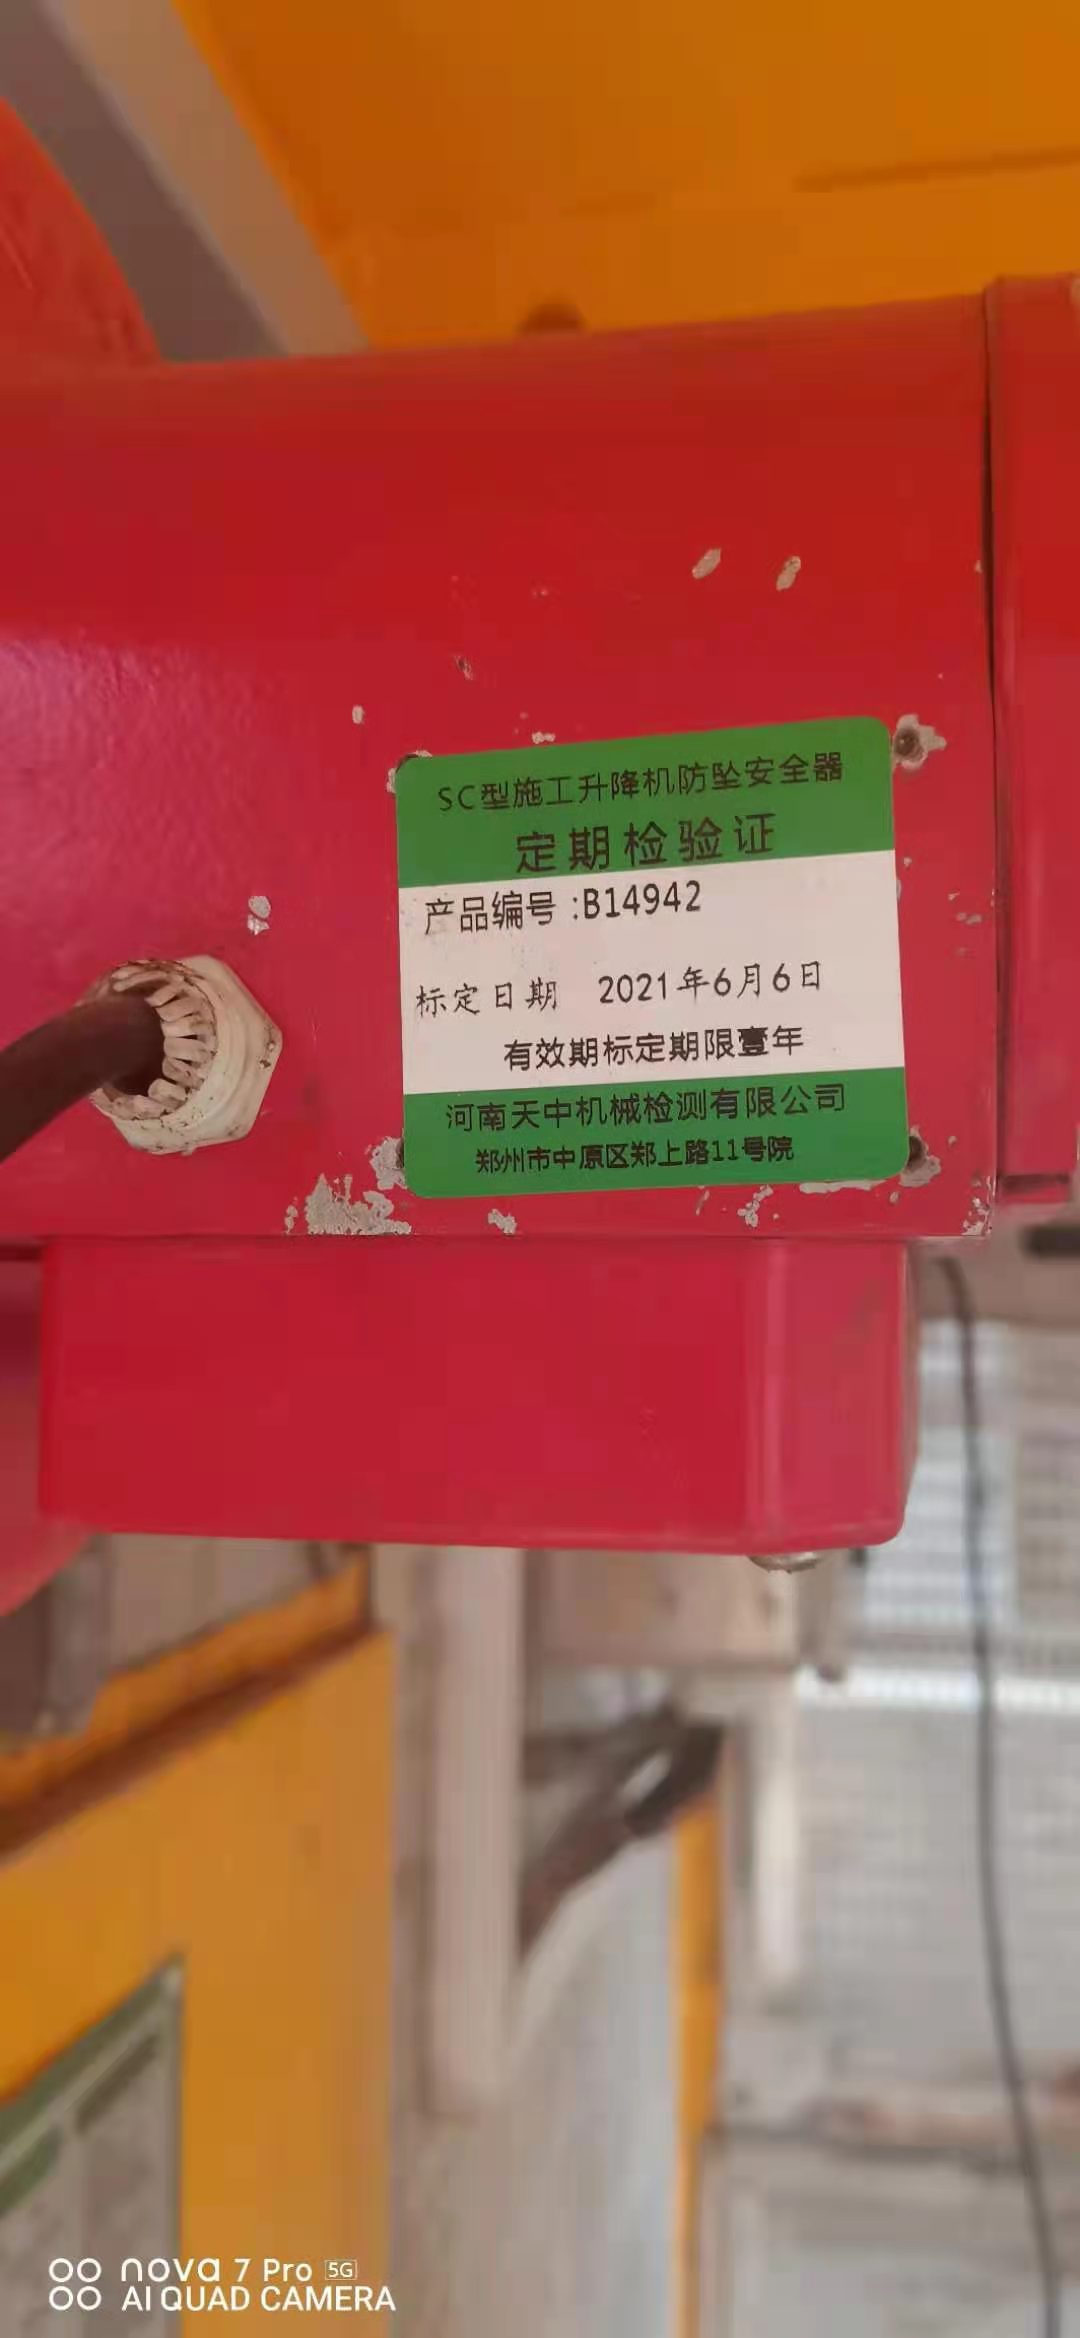 SC型施工升降机防坠安全器
定期检验证
产品编号:B14942
标定日期 2021年6月6日
有效期标定期限壹年
河南天中机械检测有限公司
郑州市中原区郑上路11号院
nova 7 Pro 5G
AI QUAD CAMERA